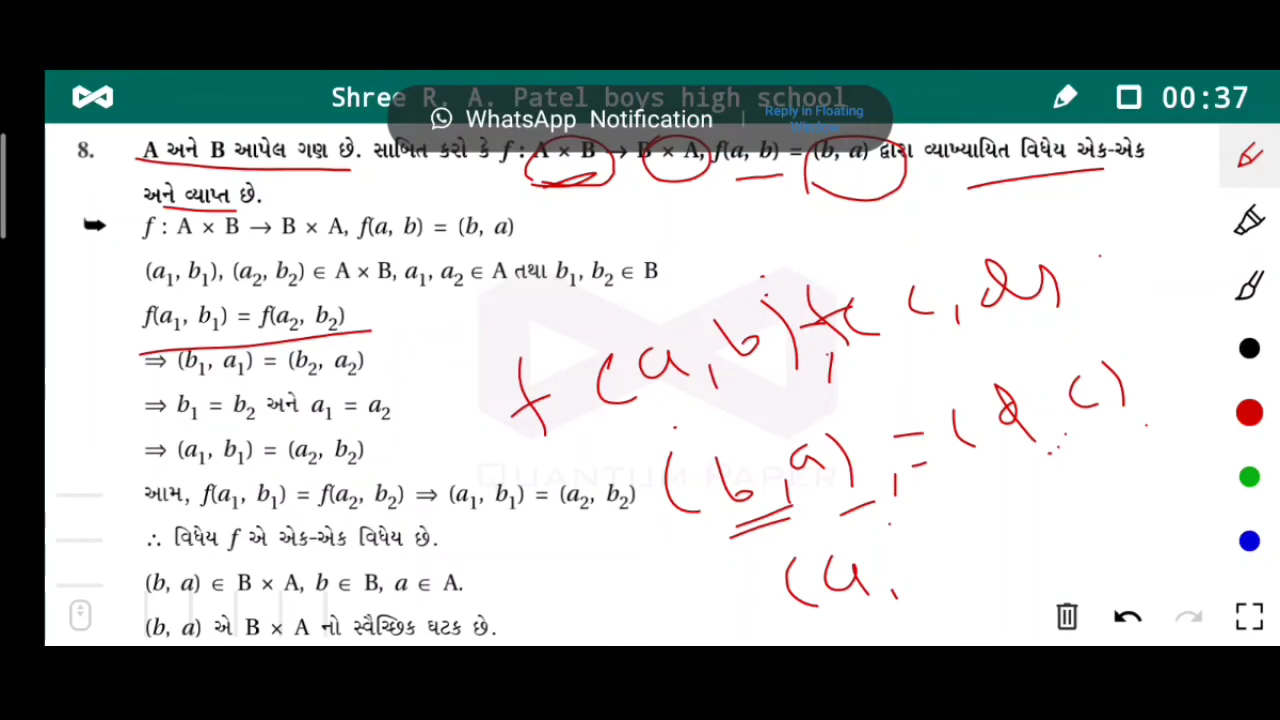 Shree R. A. Patel boys high school
00:37
WhatsApp Notification
Reply in Floating Window
8. A અને B આપેલ ગણ છે. સાબિત કરો કે f : A × B → B × A, f(a, b) = (b, a) દ્વારા વ્યાખ્યાયિત વિધેય એક-એક
અને વ્યાપ્ત છે.
➥ f : A × B → B × A, f(a, b) = (b, a)
(a₁, b₁), (a₂, b₂) ∈ A × B, a₁, a₂ ∈ A તથા b₁, b₂ ∈ B
f(a₁, b₁) = f(a₂, b₂)
⇒ (b₁, a₁) = (b₂, a₂)
⇒ b₁ = b₂ અને a₁ = a₂
⇒ (a₁, b₁) = (a₂, b₂)
આમ, f(a₁, b₁) = f(a₂, b₂) ⇒ (a₁, b₁) = (a₂, b₂)
∴ વિધેય f એ એક-એક વિધેય છે.
(b, a) ∈ B × A, b ∈ B, a ∈ A.
(b, a) એ B × A નો સ્વૈચ્છિક ઘટક છે.
QUANTUM PAPER
f (a, b)
(b, a) =
(a,